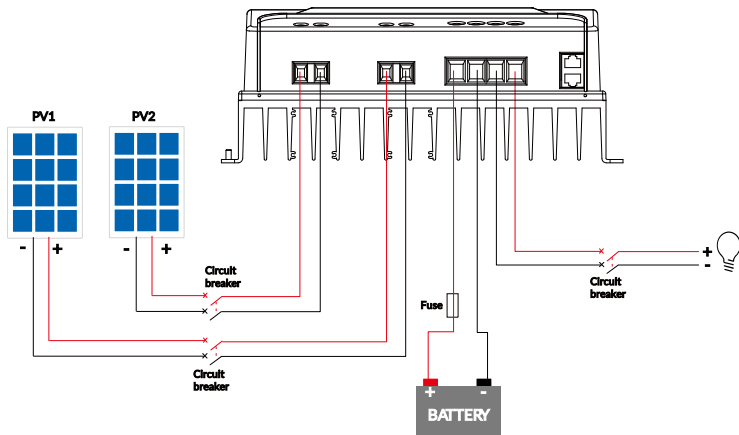 PV1
PV2
- +
- +
Circuit
breaker
Circuit
breaker
Fuse
+
-
Circuit
breaker
+ -
BATTERY